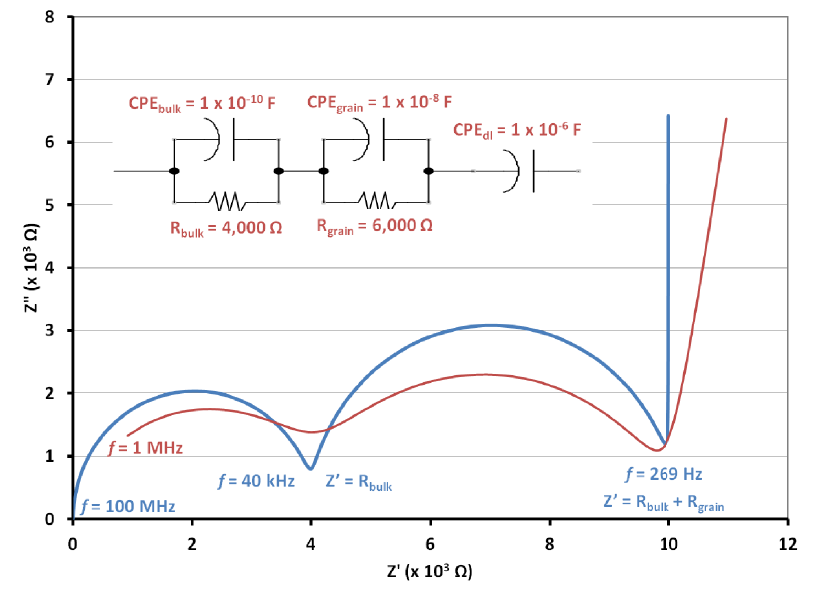 8
7
6
5
4
3
2
1
0
Z" (x 10³ Ω)
CPEbulk = 1 x 10⁻¹⁰ F
CPEgrain = 1 x 10⁻⁸ F
CPEdl = 1 x 10⁻⁶ F
Rbulk = 4,000 Ω
Rgrain = 6,000 Ω
f = 1 MHz
f = 100 MHz
f = 40 kHz
Z’ = Rbulk
f = 269 Hz
Z’ = Rbulk + Rgrain
0 2 4 6 8 10 12
Z' (x 10³ Ω)